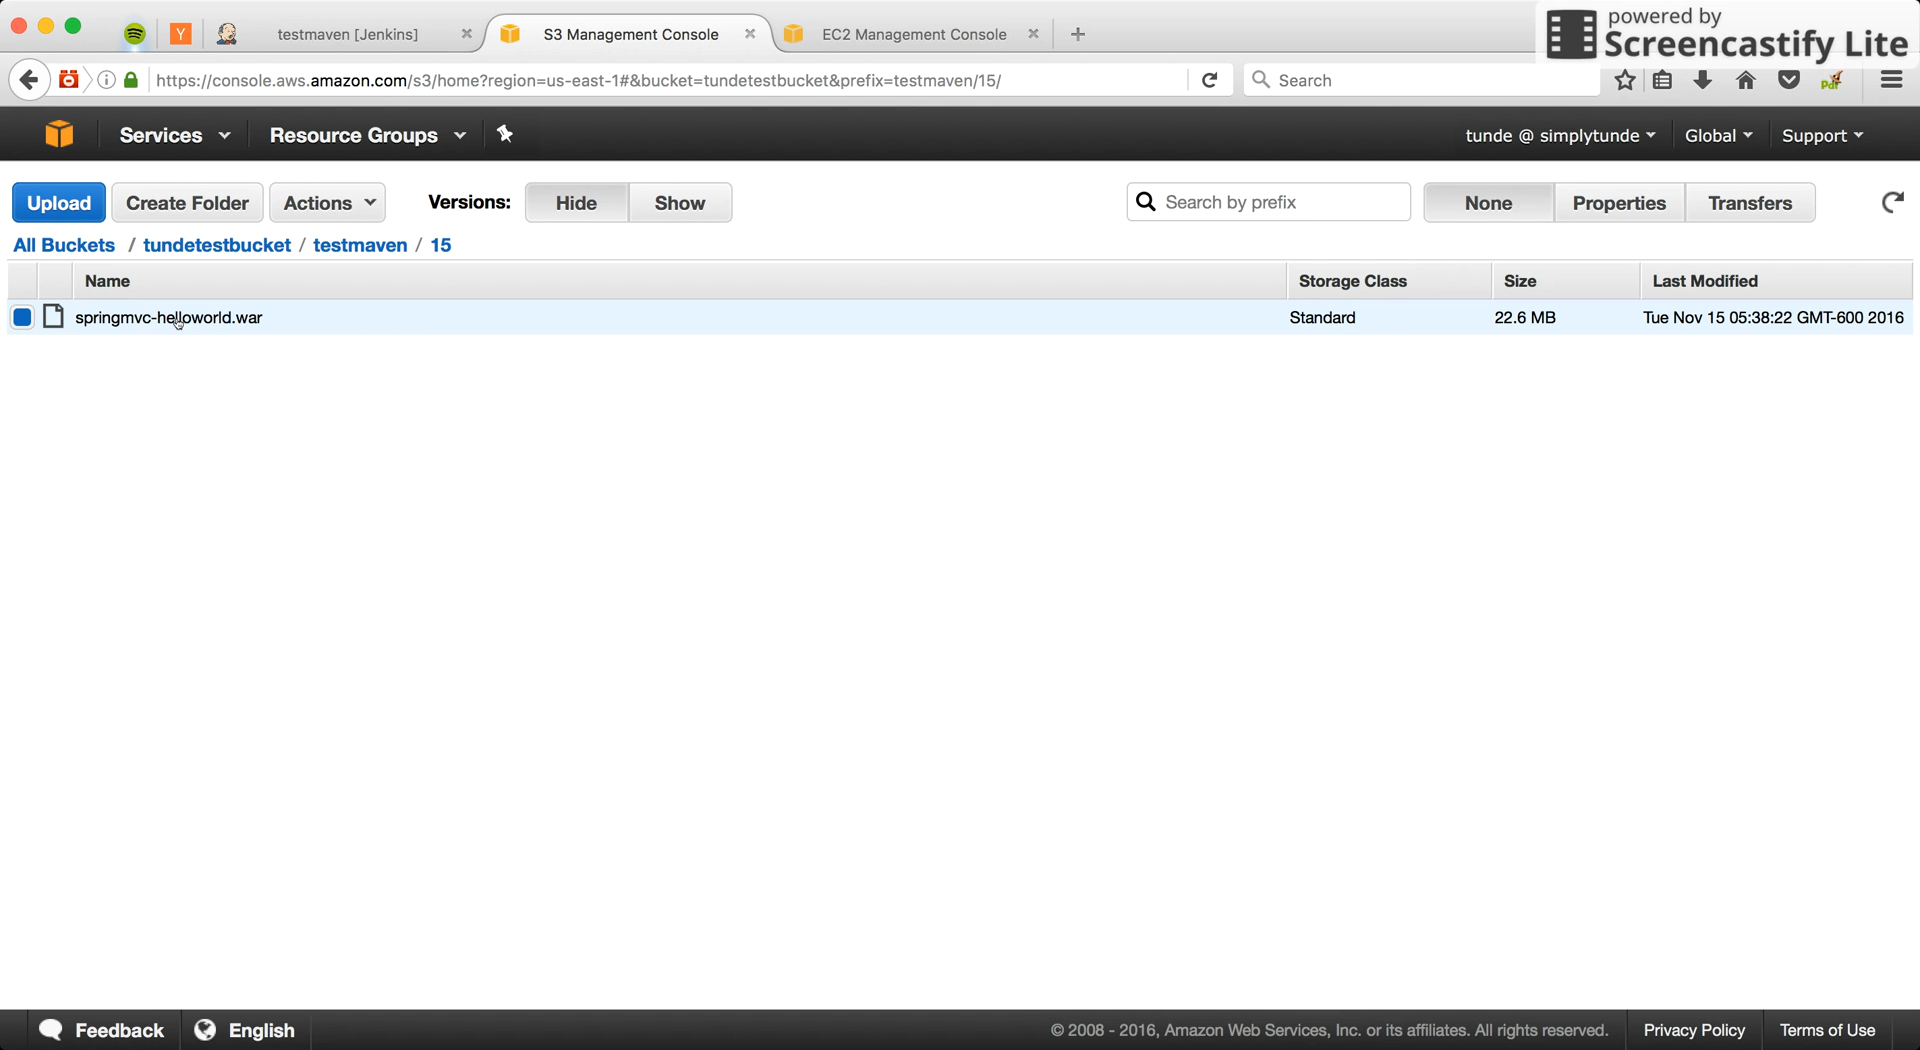 powered by
Screencastify Lite
Y
testmaven [Jenkins]
S3 Management Console
EC2 Management Console
https://console.aws.amazon.com/s3/home?region=us-east-1#&bucket=tundetestbucket&prefix=testmaven/15/
Search
Services
Resource Groups
tunde @ simplytunde
Global
Support
Upload
Create Folder
Actions
Versions:
Hide
Show
Search by prefix
None
Properties
Transfers
All Buckets / tundetestbucket / testmaven / 15
Name
Storage Class
Size
Last Modified
springmvc-helloworld.war
Standard
22.6 MB
Tue Nov 15 05:38:22 GMT-600 2016
Feedback
English
© 2008 - 2016, Amazon Web Services, Inc. or its affiliates. All rights reserved.
Privacy Policy
Terms of Use